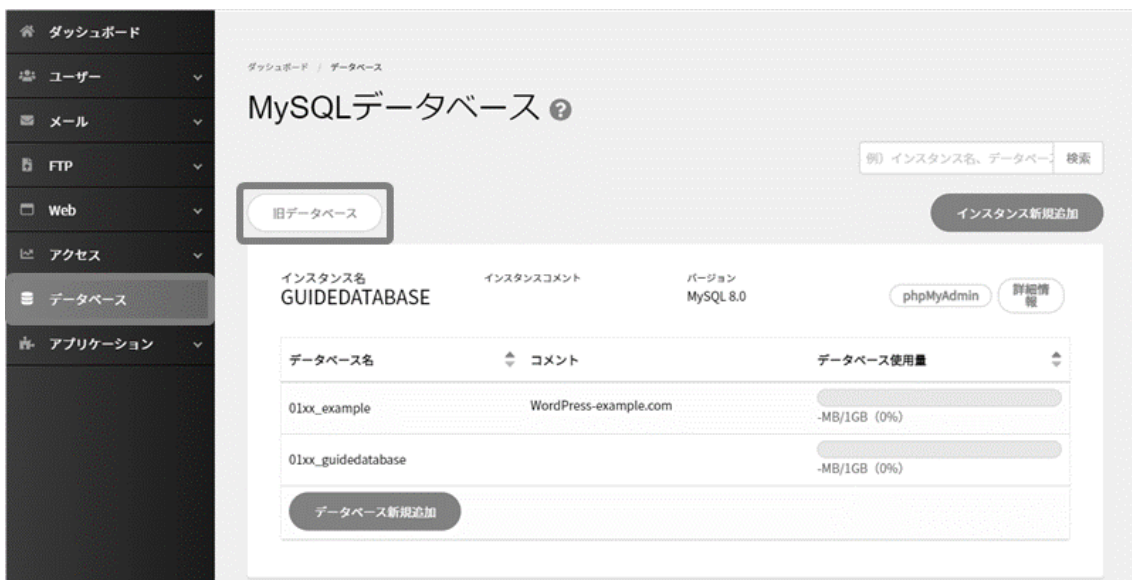 ダッシュボード
ユーザー
メール
FTP
Web
アクセス
データベース
アプリケーション
ダッシュボード / データベース
MySQLデータベース ?
例）インスタンス名、データベース 検索
旧データベース
インスタンス新規追加
インスタンス名 インスタンスコメント バージョン
GUIDEDATABASE MySQL 8.0 phpMyAdmin 詳細情
報
データベース名 コメント データベース使用量
01xx_example WordPress-example.com
-MB/1GB（0%）
01xx_guidedatabase
-MB/1GB（0%）
データベース新規追加